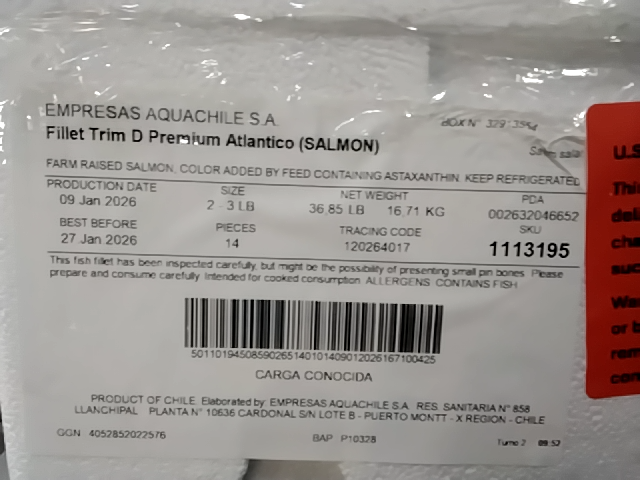 EMPRESAS AQUACHILE S.A.
BOX N° 3291 3554
Fillet Trim D Premium Atlantico (SALMON)
FARM RAISED SALMON, COLOR ADDED BY FEED CONTAINING ASTAXANTHIN. KEEP REFRIGERATED
PRODUCTION DATE SIZE NET WEIGHT PDA
09 Jan 2026 2 - 3 LB 36,85 LB 16,71 KG 002632046652
BEST BEFORE PIECES TRACING CODE SKU
27 Jan 2026 14 120264017 1113195
This fish fillet has been inspected carefully, but might be the possibility of presenting small pin bones. Please
prepare and consume carefully. Intended for cooked consumption. ALLERGENS: CONTAINS FISH
50110194508590265140101409012026167100425
CARGA CONOCIDA
PRODUCT OF CHILE. Elaborated by: EMPRESAS AQUACHILE S.A. RES. SANITARIA N° 858
LLANCHIPAL PLANTA N° 10636 CARDONAL S/N LOTE B - PUERTO MONTT - X REGION - CHILE
GGN 4052852022576 BAP P10328 Turno 2 09:52
U.S
This